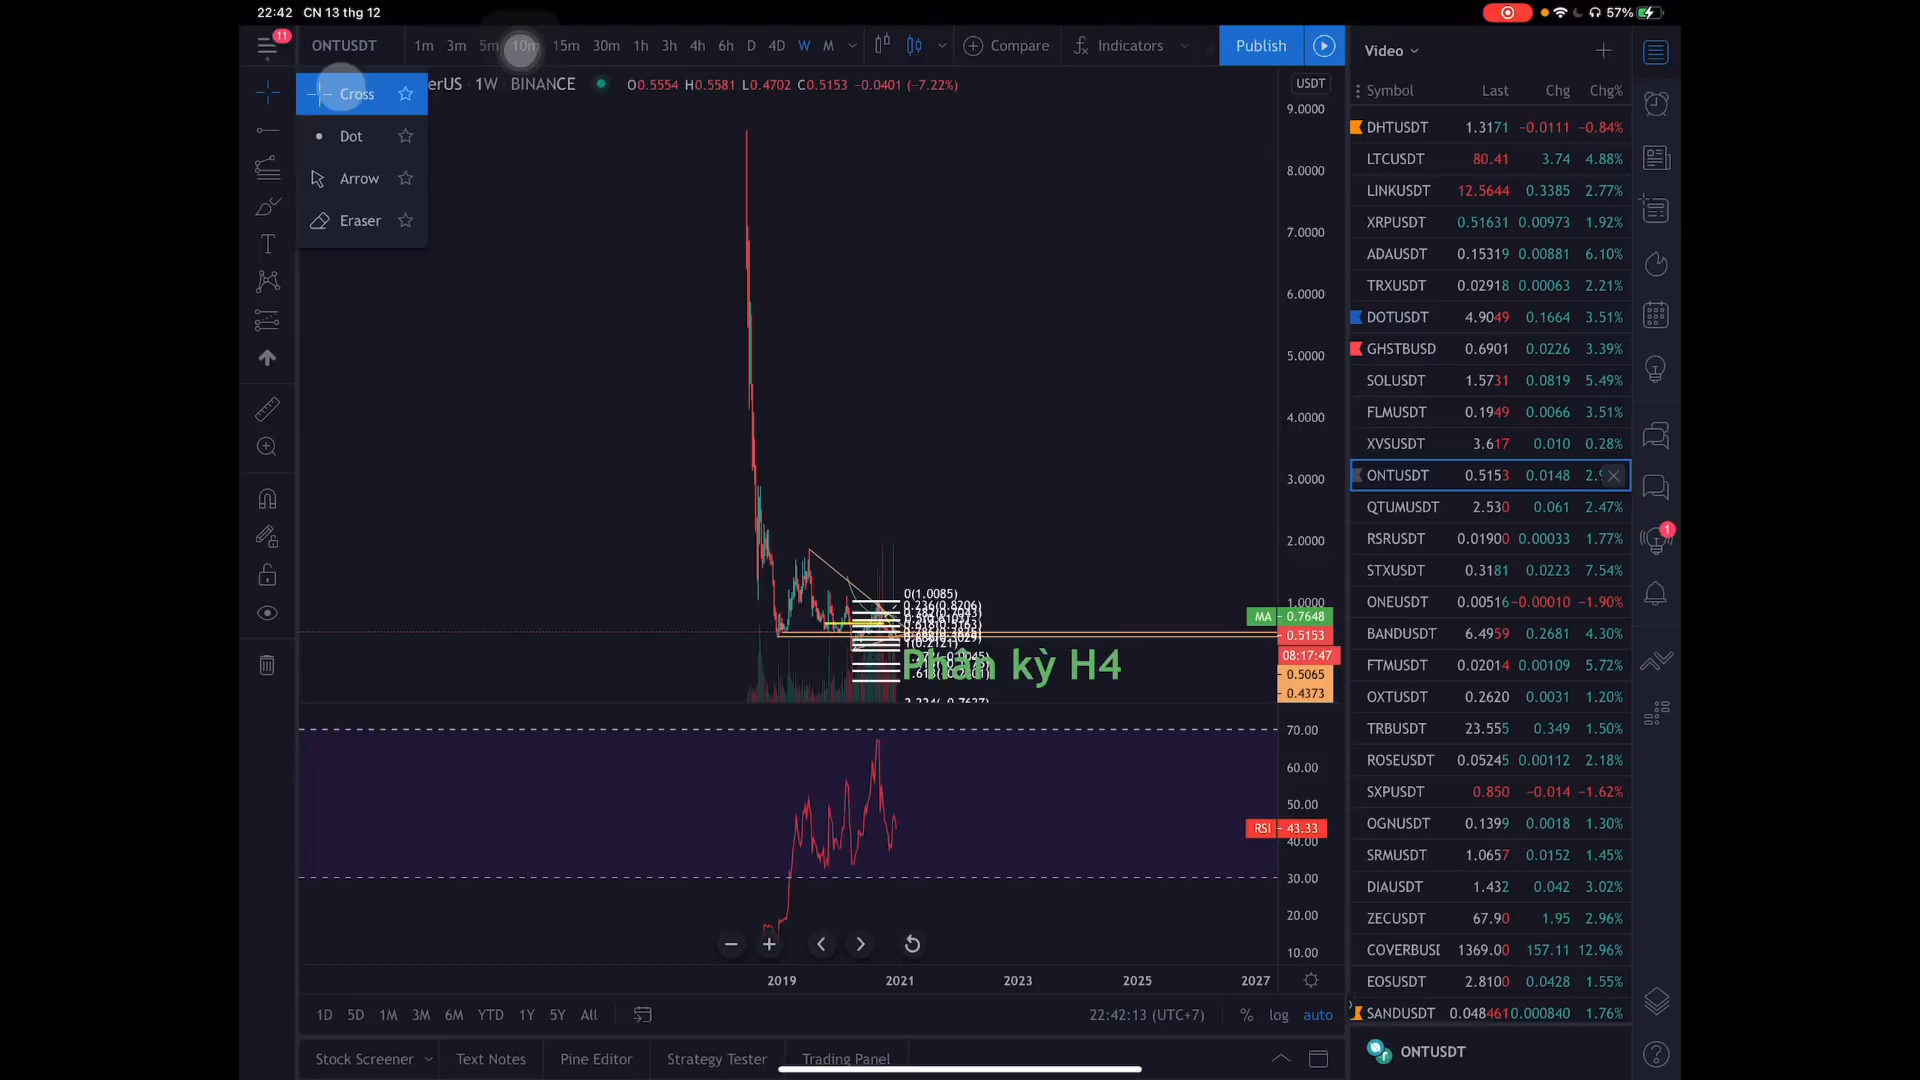 22:42 CN 13 thg 12
57%
11
ONTUSDT
1m 3m 5m 10m 15m 30m 1h 3h 4h 6h D 4D W M
Compare
Indicators
Publish
Cross
Dot
Arrow
Eraser
erUS · 1W · BINANCE
O0.5554 H0.5581 L0.4702 C0.5153 −0.0401 (−7.22%)
USDT
9.0000
8.0000
7.0000
6.0000
5.0000
4.0000
3.0000
2.0000
1.0000
MA 0.7648
0.5153
08:17:47
0.5065
0.4373
0(1.0085)
0.236(0.8206)
1(0.2121)
Phân kỳ H4
70.00
60.00
50.00
RSI 43.33
40.00
30.00
20.00
10.00
2019 2021 2023 2025 2027
1D 5D 1M 3M 6M YTD 1Y 5Y All
22:42:13 (UTC+7)
% log auto
Stock Screener
Text Notes
Pine Editor
Strategy Tester
Trading Panel
Video
Symbol Last Chg Chg%
DHTUSDT 1.3171 −0.0111 −0.84%
LTCUSDT 80.41 3.74 4.88%
LINKUSDT 12.5644 0.3385 2.77%
XRPUSDT 0.51631 0.00973 1.92%
ADAUSDT 0.15319 0.00881 6.10%
TRXUSDT 0.02918 0.00063 2.21%
DOTUSDT 4.9049 0.1664 3.51%
GHSTBUSD 0.6901 0.0226 3.39%
SOLUSDT 1.5731 0.0819 5.49%
FLMUSDT 0.1949 0.0066 3.51%
XVSUSDT 3.617 0.010 0.28%
ONTUSDT 0.5153 0.0148
QTUMUSDT 2.530 0.061 2.47%
RSRUSDT 0.01900 0.00033 1.77%
STXUSDT 0.3181 0.0223 7.54%
ONEUSDT 0.00516 −0.00010 −1.90%
BANDUSDT 6.4959 0.2681 4.30%
FTMUSDT 0.02014 0.00109 5.72%
OXTUSDT 0.2620 0.0031 1.20%
TRBUSDT 23.555 0.349 1.50%
ROSEUSDT 0.05245 0.00112 2.18%
SXPUSDT 0.850 −0.014 −1.62%
OGNUSDT 0.1399 0.0018 1.30%
SRMUSDT 1.0657 0.0152 1.45%
DIAUSDT 1.432 0.042 3.02%
ZECUSDT 67.90 1.95 2.96%
COVERBUSD 1369.00 157.11 12.96%
EOSUSDT 2.8100 0.0428 1.55%
SANDUSDT 0.048461 0.000840 1.76%
ONTUSDT
1